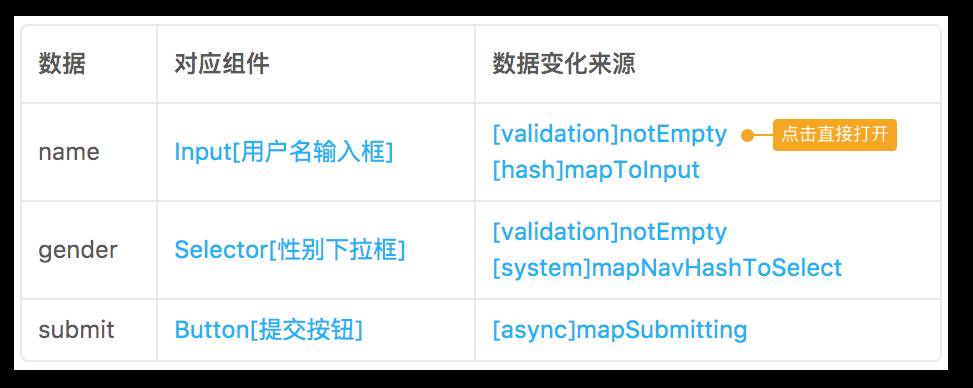 数据 对应组件 数据变化来源
name Input[用户名输入框] [validation]notEmpty 点击直接打开
[hash]mapToInput
gender Selector[性别下拉框] [validation]notEmpty
[system]mapNavHashToSelect
submit Button[提交按钮] [async]mapSubmitting